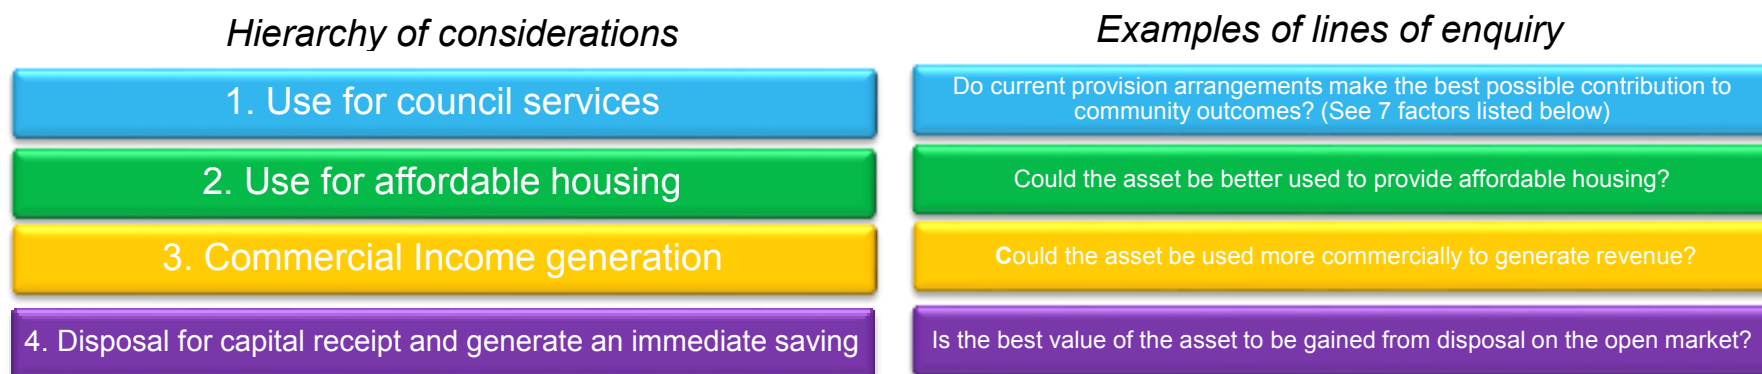 Hierarchy of considerations
Examples of lines of enquiry
1. Use for council services
Do current provision arrangements make the best possible contribution to
community outcomes? (See 7 factors listed below)
2. Use for affordable housing
Could the asset be better used to provide affordable housing?
3. Commercial Income generation
Could the asset be used more commercially to generate revenue?
4. Disposal for capital receipt and generate an immediate saving
Is the best value of the asset to be gained from disposal on the open market?